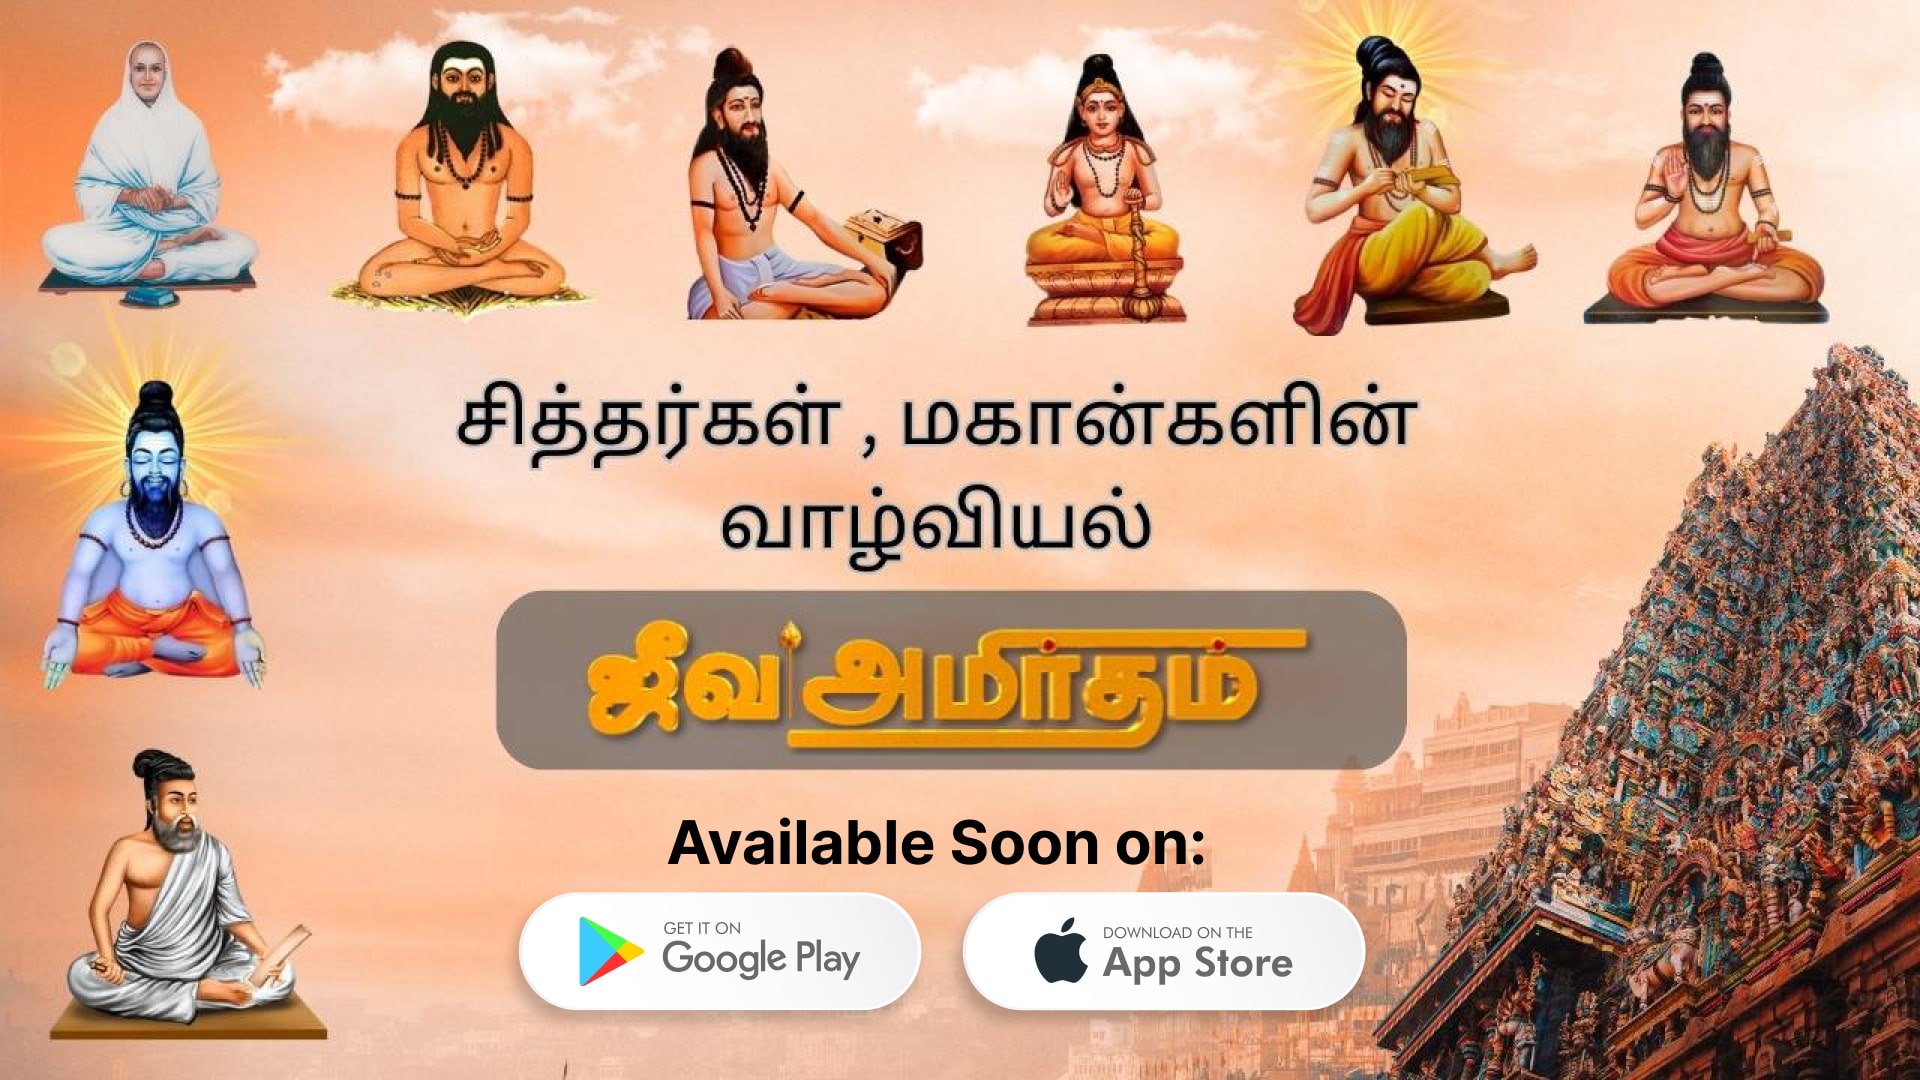 சித்தர்கள் , மகான்களின்
வாழ்வியல்
ஜீவ அமிர்தம்
Available Soon on:
GET IT ON
Google Play
DOWNLOAD ON THE
App Store